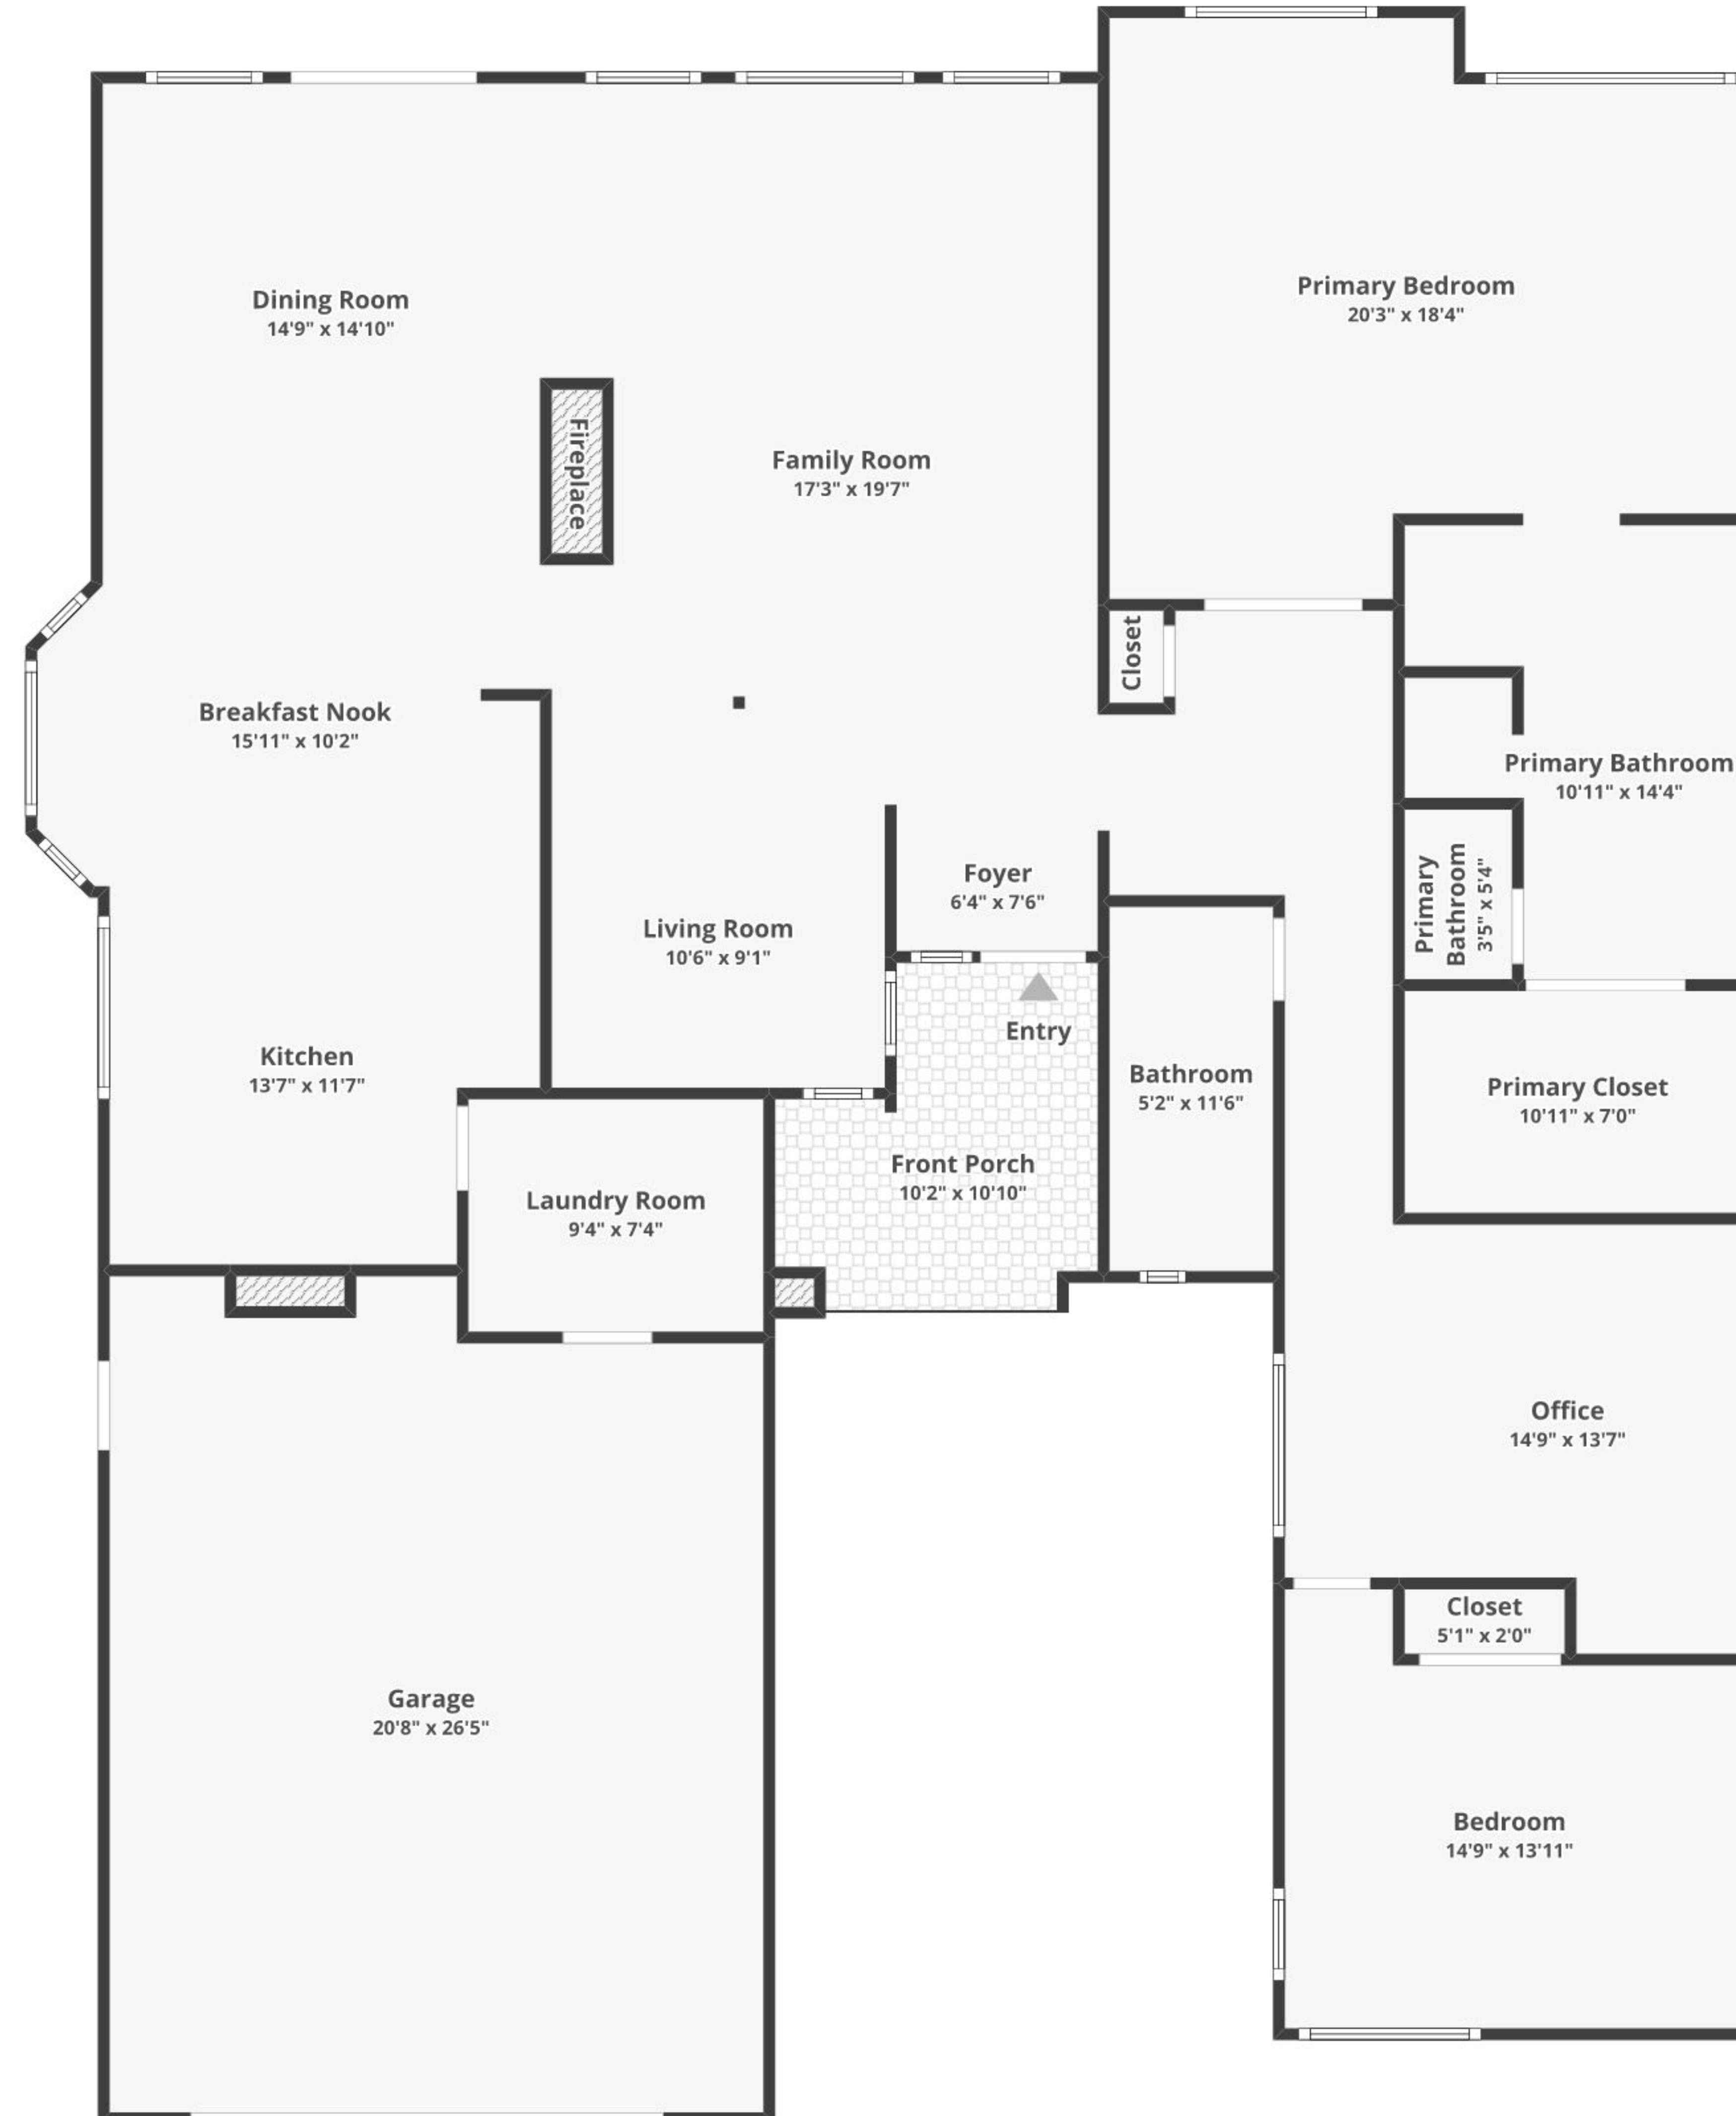 Primary Bedroom
20'3" x 18'4"
Dining Room
14'9" x 14'10"
Fireplace
Family Room
17'3" x 19'7"
Closet
Breakfast Nook
15'11" x 10'2"
Primary Bathroom
10'11" x 14'4"
Foyer
6'4" x 7'6"
Primary
Bathroom
3'5" x 5'4"
Living Room
10'6" x 9'1"
Entry
Kitchen
13'7" x 11'7"
Bathroom
5'2" x 11'6"
Primary Closet
10'11" x 7'0"
Front Porch
10'2" x 10'10"
Laundry Room
9'4" x 7'4"
Office
14'9" x 13'7"
Closet
5'1" x 2'0"
Garage
20'8" x 26'5"
Bedroom
14'9" x 13'11"